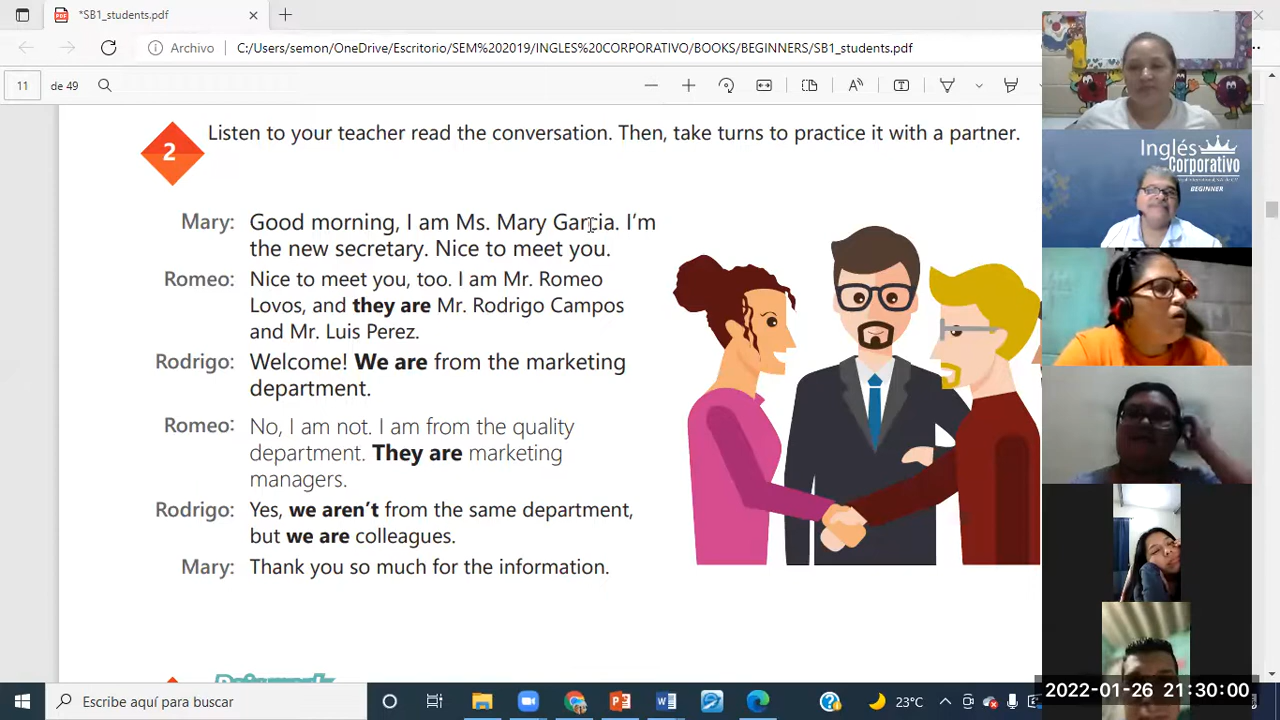 *SB1_students.pdf
Archivo
C:/Users/semon/OneDrive/Escritorio/SEM%202019/INGLES%20CORPORATIVO/BOOKS/BEGINNERS/SB1_students.pdf
11 de 49
2
Listen to your teacher read the conversation. Then, take turns to practice it with a partner.
Mary: Good morning, I am Ms. Mary Garcia. I'm
the new secretary. Nice to meet you.
Romeo: Nice to meet you, too. I am Mr. Romeo
Lovos, and they are Mr. Rodrigo Campos
and Mr. Luis Perez.
Rodrigo: Welcome! We are from the marketing
department.
Romeo: No, I am not. I am from the quality
department. They are marketing
managers.
Rodrigo: Yes, we aren't from the same department,
but we are colleagues.
Mary: Thank you so much for the information.
Inglés
Corporativo
BEGINNER
2022-01-26 21:30:00
Escribe aquí para buscar
23°C